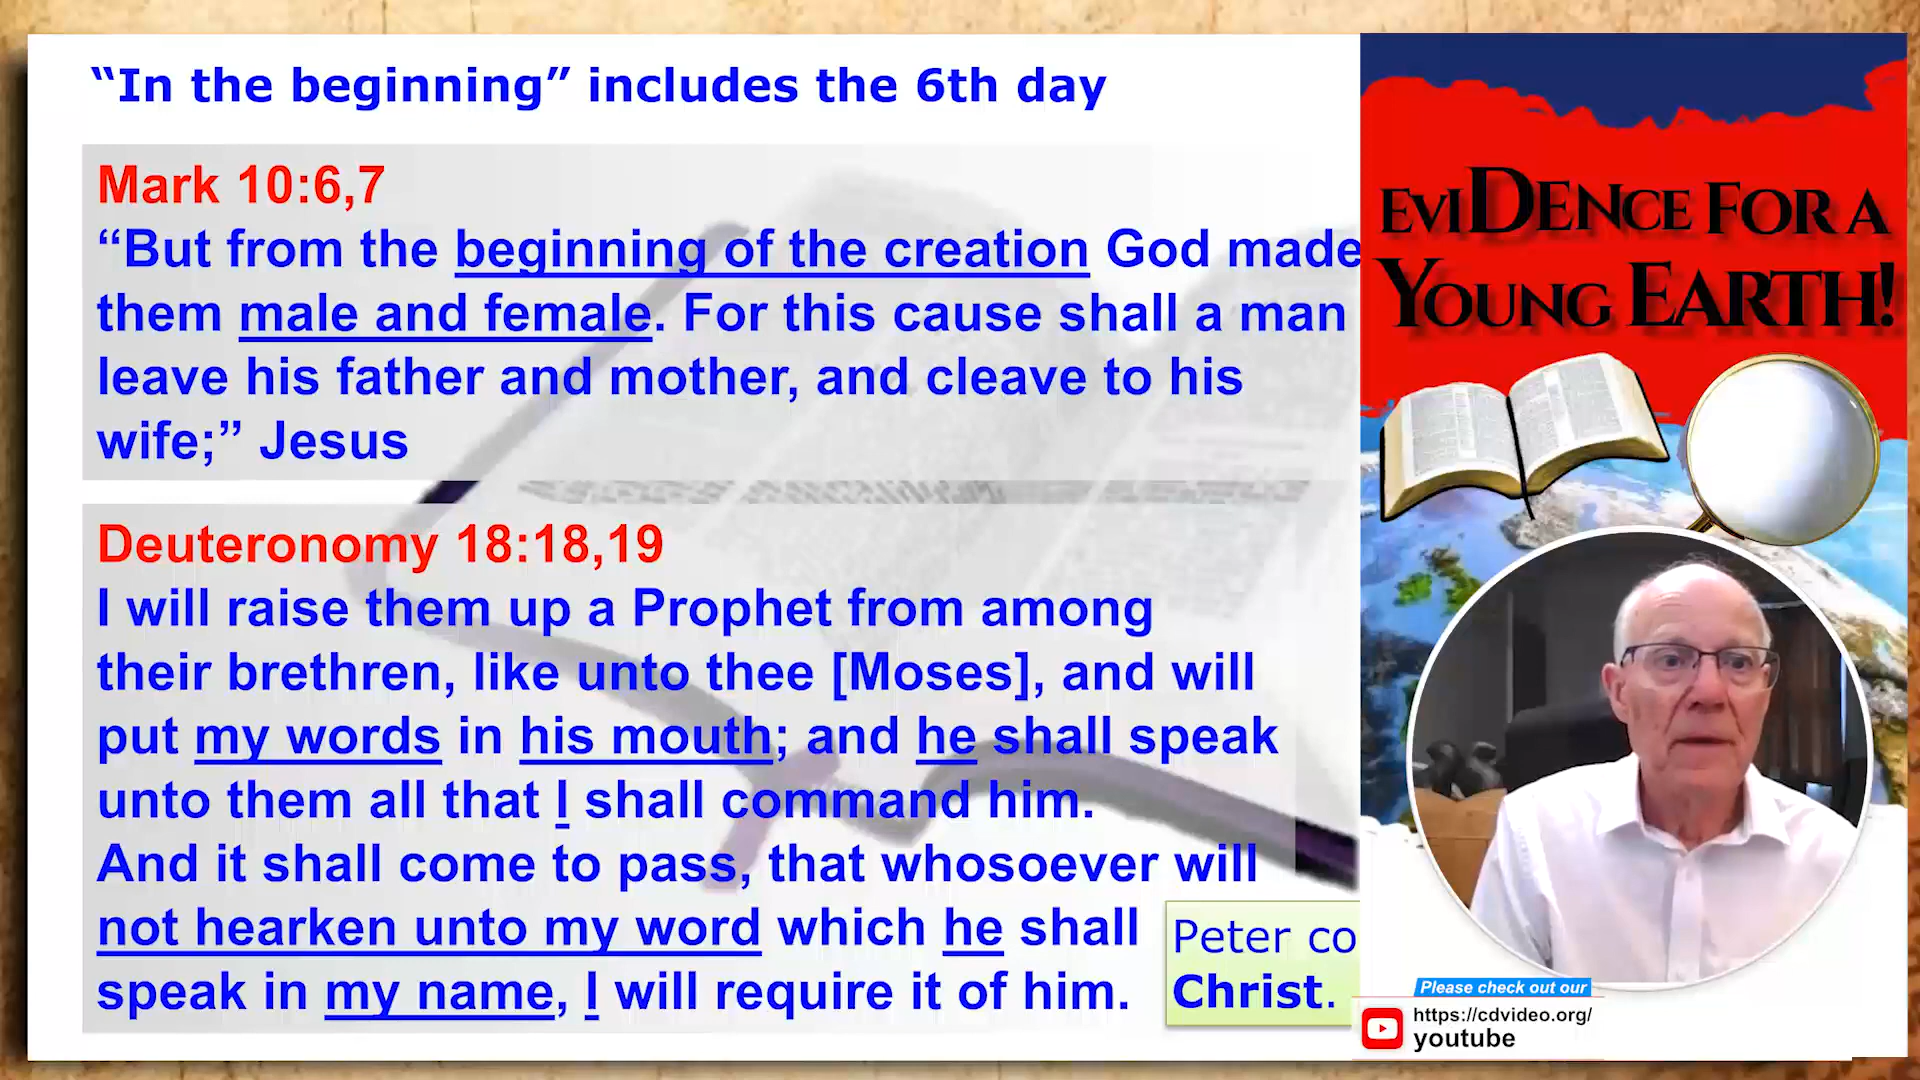 “In the beginning” includes the 6th day
Mark 10:6,7
“But from the beginning of the creation God made
them male and female. For this cause shall a man
leave his father and mother, and cleave to his
wife;” Jesus
Deuteronomy 18:18,19
I will raise them up a Prophet from among
their brethren, like unto thee [Moses], and will
put my words in his mouth; and he shall speak
unto them all that I shall command him.
And it shall come to pass, that whosoever will
not hearken unto my word which he shall
speak in my name, I will require it of him.
Peter co
Christ.
EVIDENCE FOR A
YOUNG EARTH!
Please check out our
https://cdvideo.org/
youtube